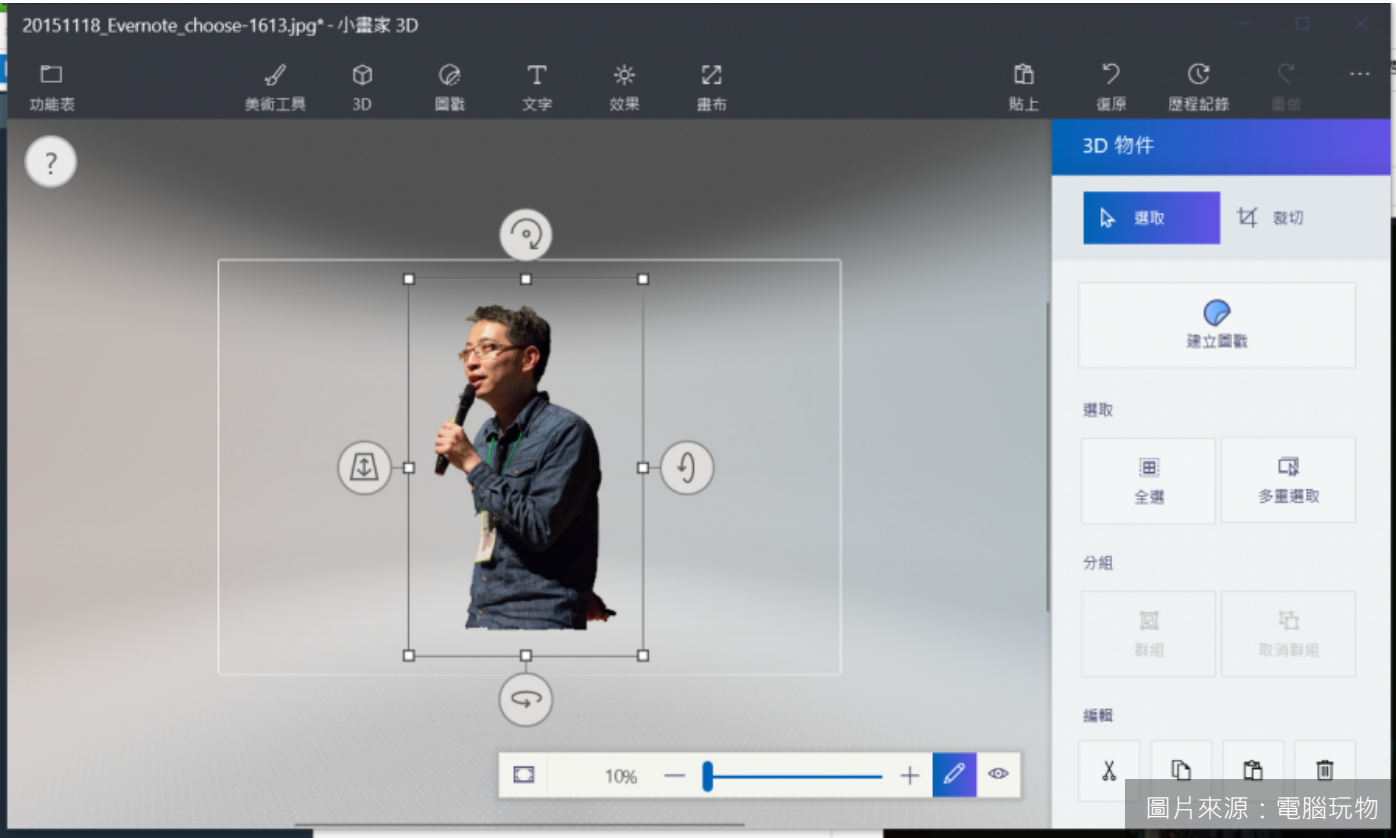 20151118_Evernote_choose-1613.jpg* - 小畫家 3D
功能表 美術工具 3D 圖戳 文字 效果 畫布 貼上 復原 歷程記錄 重做
?
3D 物件
選取 裁切
建立圖戳
選取
全選 多重選取
分組
群組 取消群組
編輯
10%
圖片來源：電腦玩物